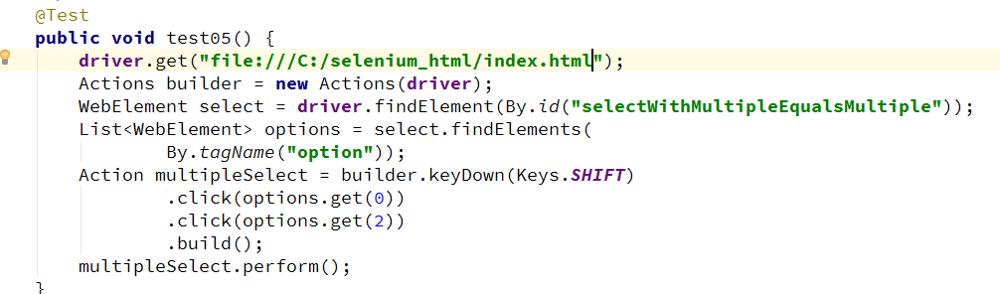 @Test
public void test05() {
driver.get("file:///C:/selenium_html/index.html");
Actions builder = new Actions(driver);
WebElement select = driver.findElement(By.id("selectWithMultipleEqualsMultiple"));
List<WebElement> options = select.findElements(
By.tagName("option"));
Action multipleSelect = builder.keyDown(Keys.SHIFT)
.click(options.get(0))
.click(options.get(2))
.build();
multipleSelect.perform();
}